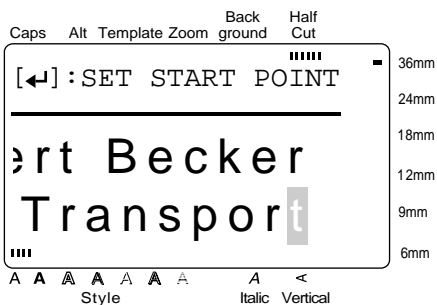 Back Half
Caps Alt Template Zoom ground Cut
[↵]:SET START POINT
36mm
24mm
ert Becker
18mm
12mm
Transport
9mm
6mm
A A A A A A A A <
Style Italic Vertical